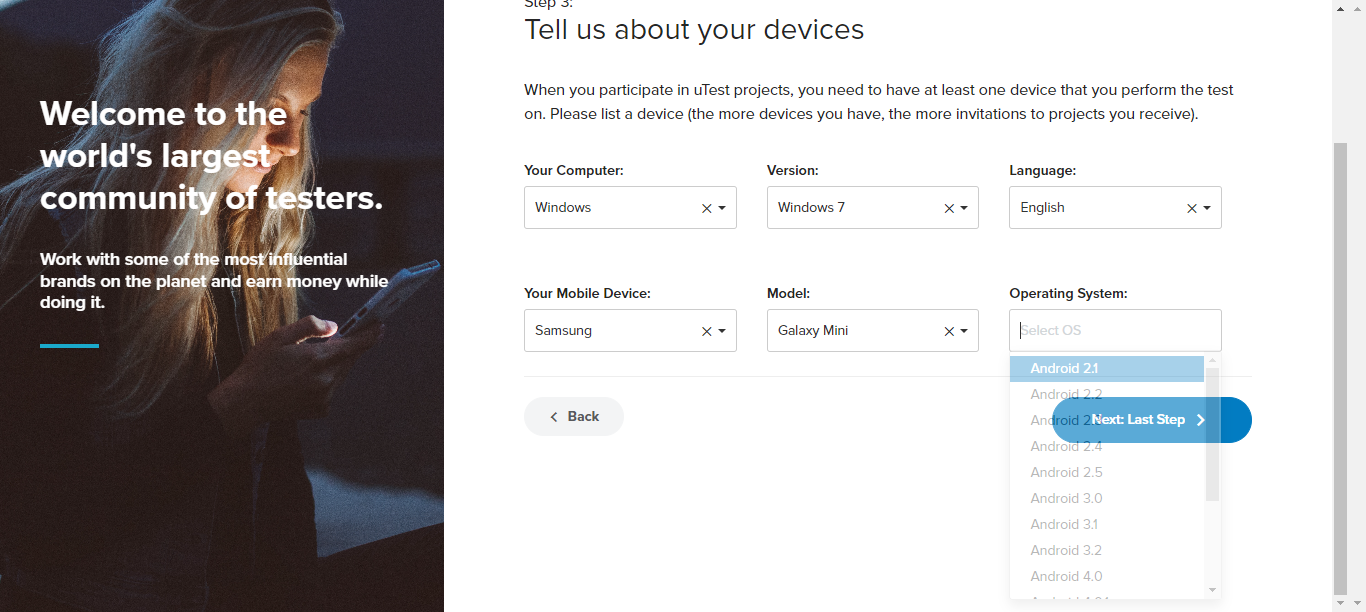 Step 3:
Tell us about your devices
Welcome to the
world's largest
community of testers.
Work with some of the most influential
brands on the planet and earn money while
doing it.
When you participate in uTest projects, you need to have at least one device that you perform the test
on. Please list a device (the more devices you have, the more invitations to projects you receive).
Your Computer: Version: Language:
Windows Windows 7 English
Your Mobile Device: Model: Operating System:
Samsung Galaxy Mini Select OS
Android 2.1
Android 2.2
Back
Android Next: Last Step
Android 2.4
Android 2.5
Android 3.0
Android 3.1
Android 3.2
Android 4.0